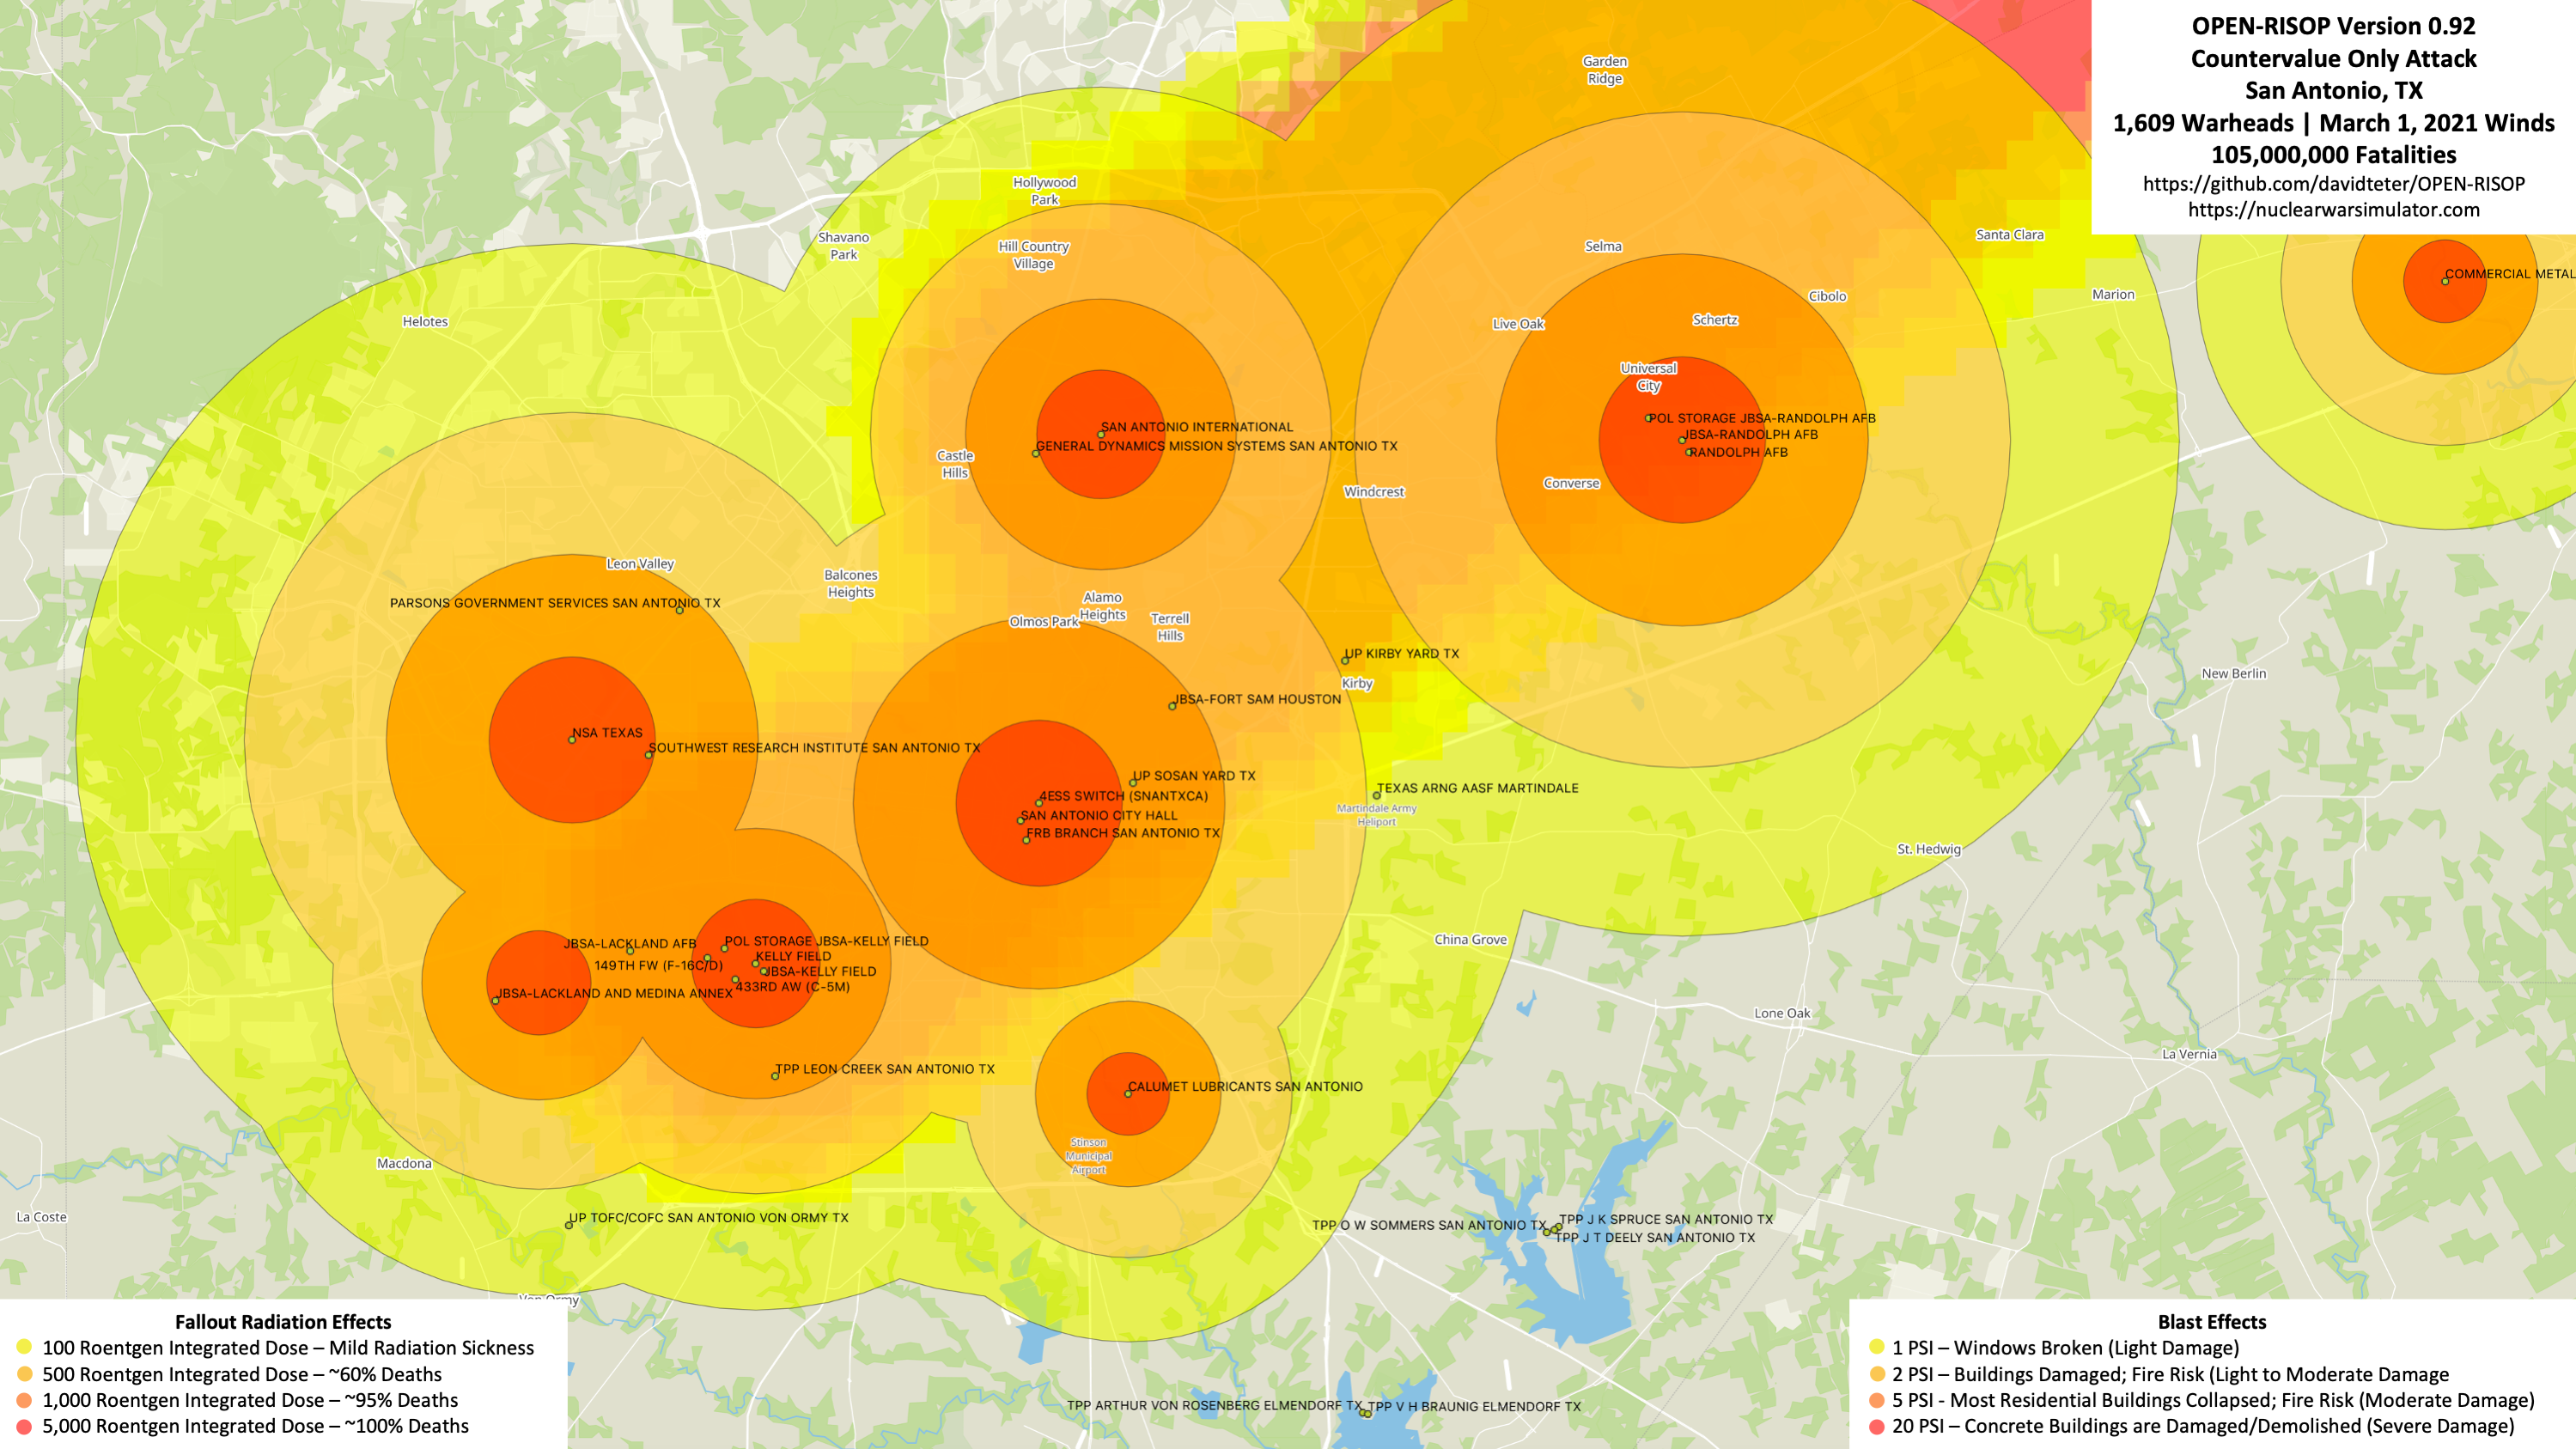 OPEN-RISOP Version 0.92
Countervalue Only Attack
San Antonio, TX
1,609 Warheads | March 1, 2021 Winds
105,000,000 Fatalities
https://github.com/davidteter/OPEN-RISOP
https://nuclearwarsimulator.com
Garden
Ridge
Hollywood
Park
Shavano
Park
Hill Country
Village
Selma
Santa Clara
COMMERCIAL METAL
Marion
Cibolo
Helotes
Live Oak
Schertz
Universal
City
POL STORAGE JBSA-RANDOLPH AFB
JBSA-RANDOLPH AFB
RANDOLPH AFB
SAN ANTONIO INTERNATIONAL
GENERAL DYNAMICS MISSION SYSTEMS SAN ANTONIO TX
Castle
Hills
Windcrest
Converse
Leon Valley
Balcones
Heights
PARSONS GOVERNMENT SERVICES SAN ANTONIO TX
Alamo
Heights
Olmos Park
Terrell
Hills
UP KIRBY YARD TX
Kirby
New Berlin
JBSA-FORT SAM HOUSTON
NSA TEXAS
SOUTHWEST RESEARCH INSTITUTE SAN ANTONIO TX
UP SOSAN YARD TX
4ESS SWITCH (SNANTXCA)
SAN ANTONIO CITY HALL
FRB BRANCH SAN ANTONIO TX
TEXAS ARNG AASF MARTINDALE
Martindale Army
Heliport
St. Hedwig
China Grove
JBSA-LACKLAND AFB
POL STORAGE JBSA-KELLY FIELD
KELLY FIELD
149TH FW (F-16C/D)
JBSA-KELLY FIELD
433RD AW (C-5M)
JBSA-LACKLAND AND MEDINA ANNEX
Lone Oak
La Vernia
TPP LEON CREEK SAN ANTONIO TX
CALUMET LUBRICANTS SAN ANTONIO
Stinson
Municipal
Airport
Macdona
La Coste
UP TOFC/COFC SAN ANTONIO VON ORMY TX
TPP O W SOMMERS SAN ANTONIO TX
TPP J K SPRUCE SAN ANTONIO TX
TPP J T DEELY SAN ANTONIO TX
Von Ormy
TPP ARTHUR VON ROSENBERG ELMENDORF TX
TPP V H BRAUNIG ELMENDORF TX
Fallout Radiation Effects
100 Roentgen Integrated Dose – Mild Radiation Sickness
500 Roentgen Integrated Dose – ~60% Deaths
1,000 Roentgen Integrated Dose – ~95% Deaths
5,000 Roentgen Integrated Dose – ~100% Deaths
Blast Effects
1 PSI – Windows Broken (Light Damage)
2 PSI – Buildings Damaged; Fire Risk (Light to Moderate Damage
5 PSI - Most Residential Buildings Collapsed; Fire Risk (Moderate Damage)
20 PSI – Concrete Buildings are Damaged/Demolished (Severe Damage)